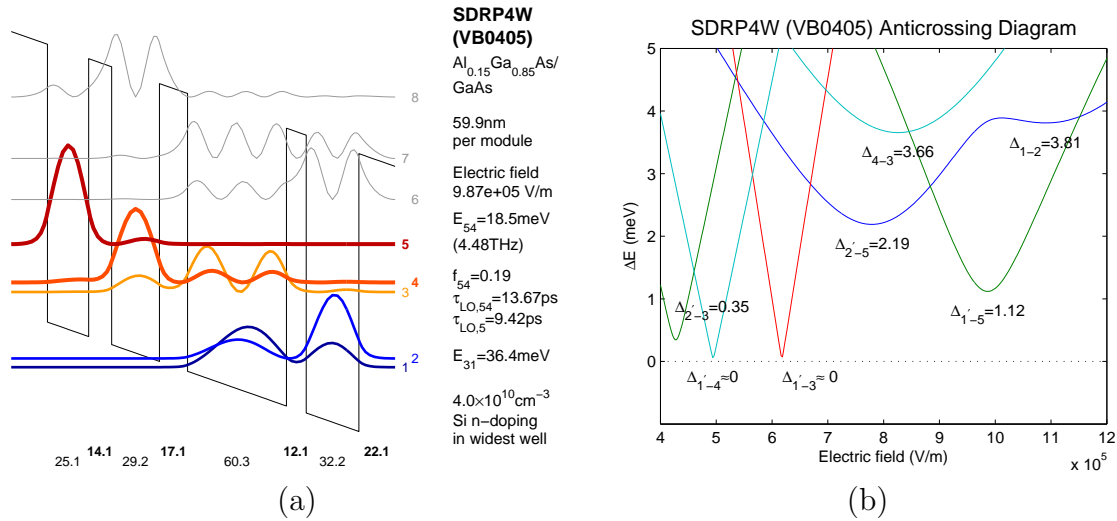 SDRP4W
(VB0405)
Al0.15Ga0.85As/
GaAs
59.9nm
per module
Electric field
9.87e+05 V/m
E54=18.5meV
(4.48THz)
f54=0.19
τLO,54=13.67ps
τLO,5=9.42ps
E31=36.4meV
4.0×10^10cm^−3
Si n−doping
in widest well
8
7
6
5
4
3
2
1
14.1
17.1
12.1
22.1
25.1
29.2
60.3
32.2
(a)
SDRP4W (VB0405) Anticrossing Diagram
5
4
3
2
1
0
ΔE (meV)
Δ4−3=3.66
Δ1−2=3.81
Δ2′−5=2.19
Δ2′−3=0.35
Δ1′−5=1.12
Δ1′−4≈0
Δ1′−3≈ 0
4
5
6
7
8
9
10
11
12
Electric field (V/m)
x 10^5
(b)